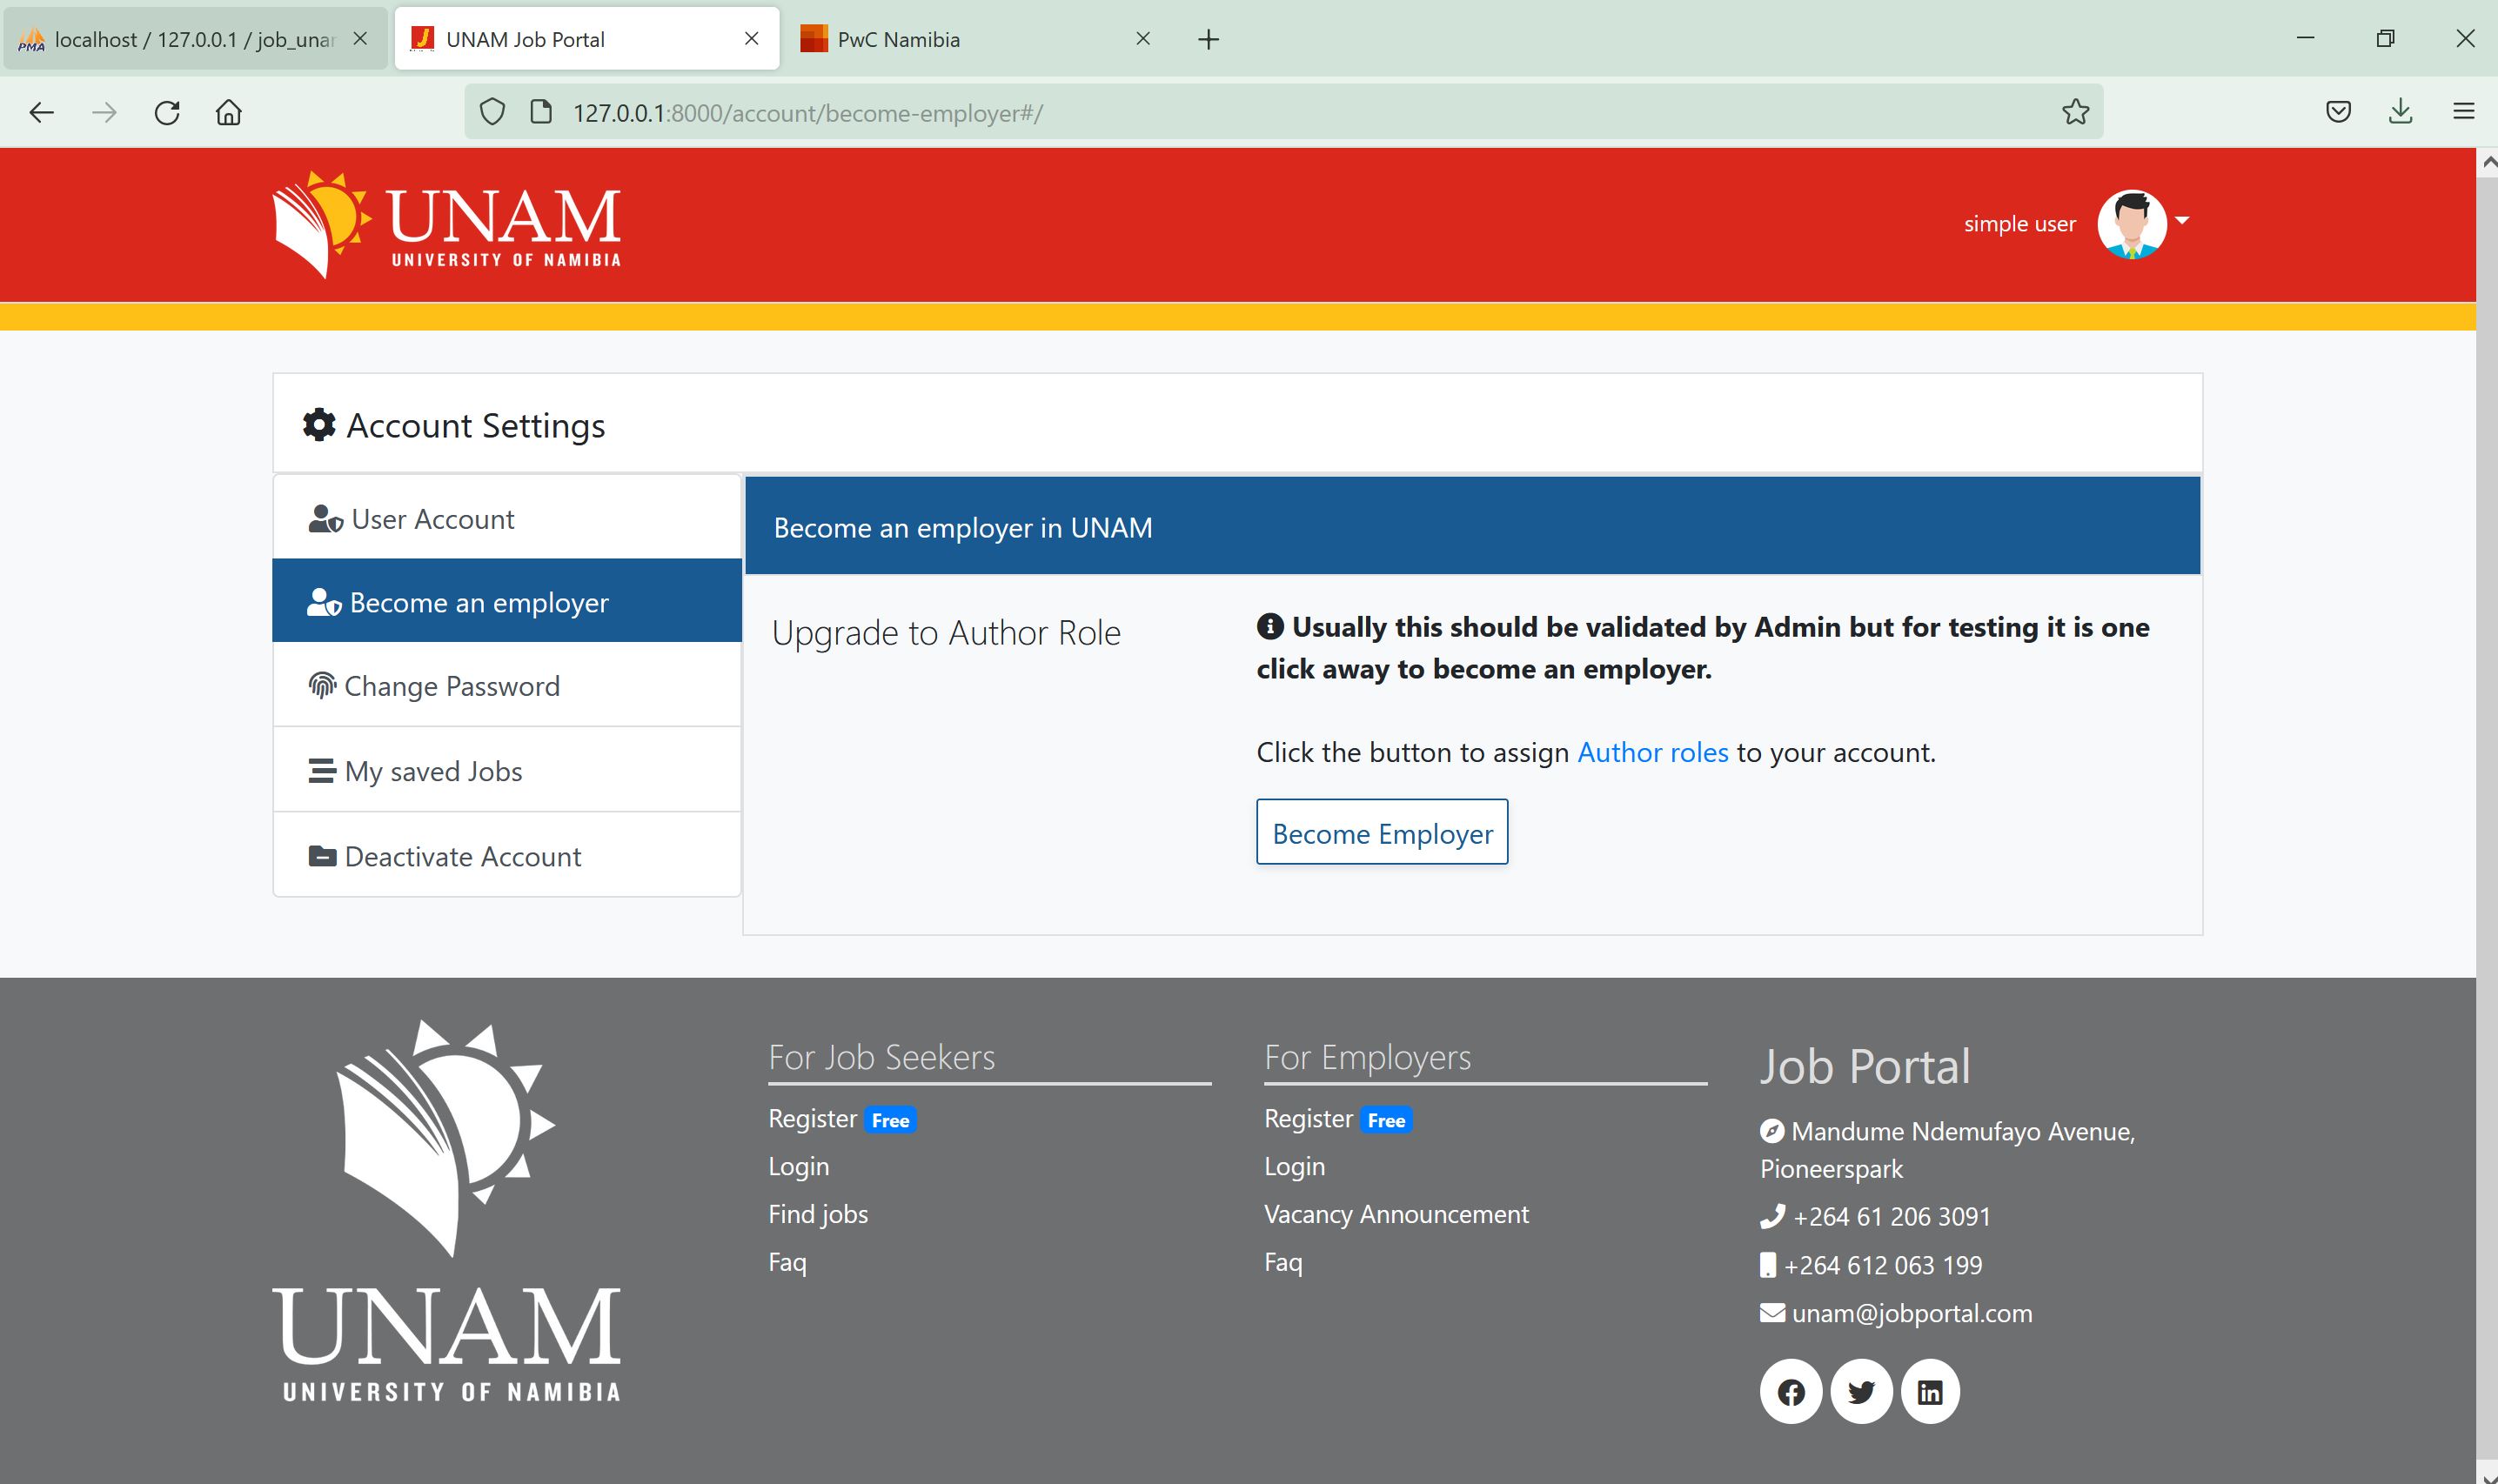 PMA localhost / 127.0.0.1 / job_unam
UNAM Job Portal
PwC Namibia
127.0.0.1:8000/account/become-employer#/
UNAM
UNIVERSITY OF NAMIBIA
simple user
Account Settings
User Account
Become an employer
Change Password
My saved Jobs
Deactivate Account
Become an employer in UNAM
Upgrade to Author Role
Usually this should be validated by Admin but for testing it is one
click away to become an employer.
Click the button to assign Author roles to your account.
Become Employer
UNAM
UNIVERSITY OF NAMIBIA
For Job Seekers
Register Free
Login
Find jobs
Faq
For Employers
Register Free
Login
Vacancy Announcement
Faq
Job Portal
Mandume Ndemufayo Avenue,
Pioneerspark
+264 61 206 3091
+264 612 063 199
unam@jobportal.com